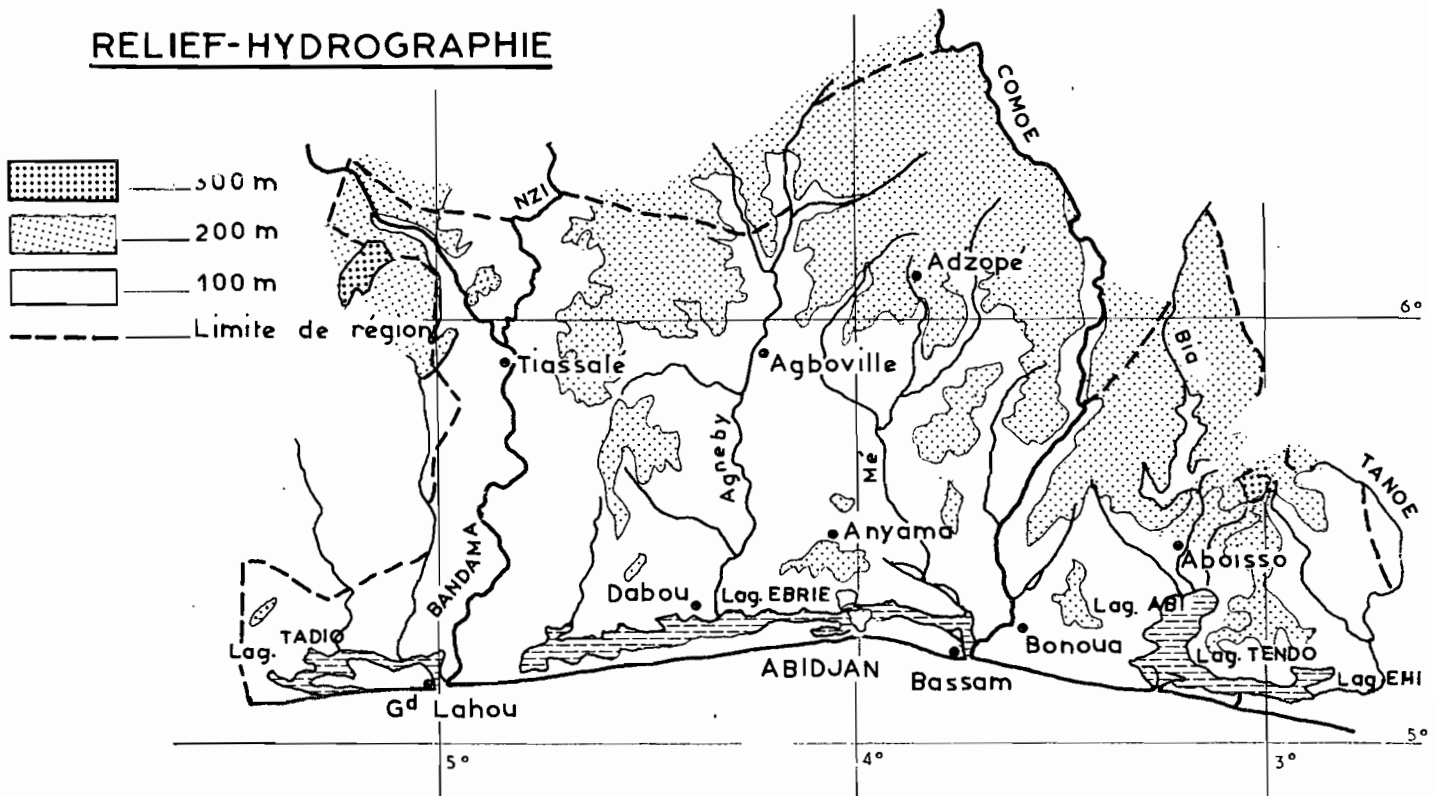 RELIEF-HYDROGRAPHIE
200 m
100 m
Limite de région
COMOE
NZI
Adzopé
6°
Bia
Tiassalé
Agboville
Agneby
Mé
TANOE
BANDAMA
Anyama
Aboisso
Dabou
Lag. EBRIE
Lag. ABI
TADIO
Lag.
Bonoua
Lag. TENDO
ABIDJAN
Bassam
Lag. EHI
Gd Lahou
5°
5°
4°
3°